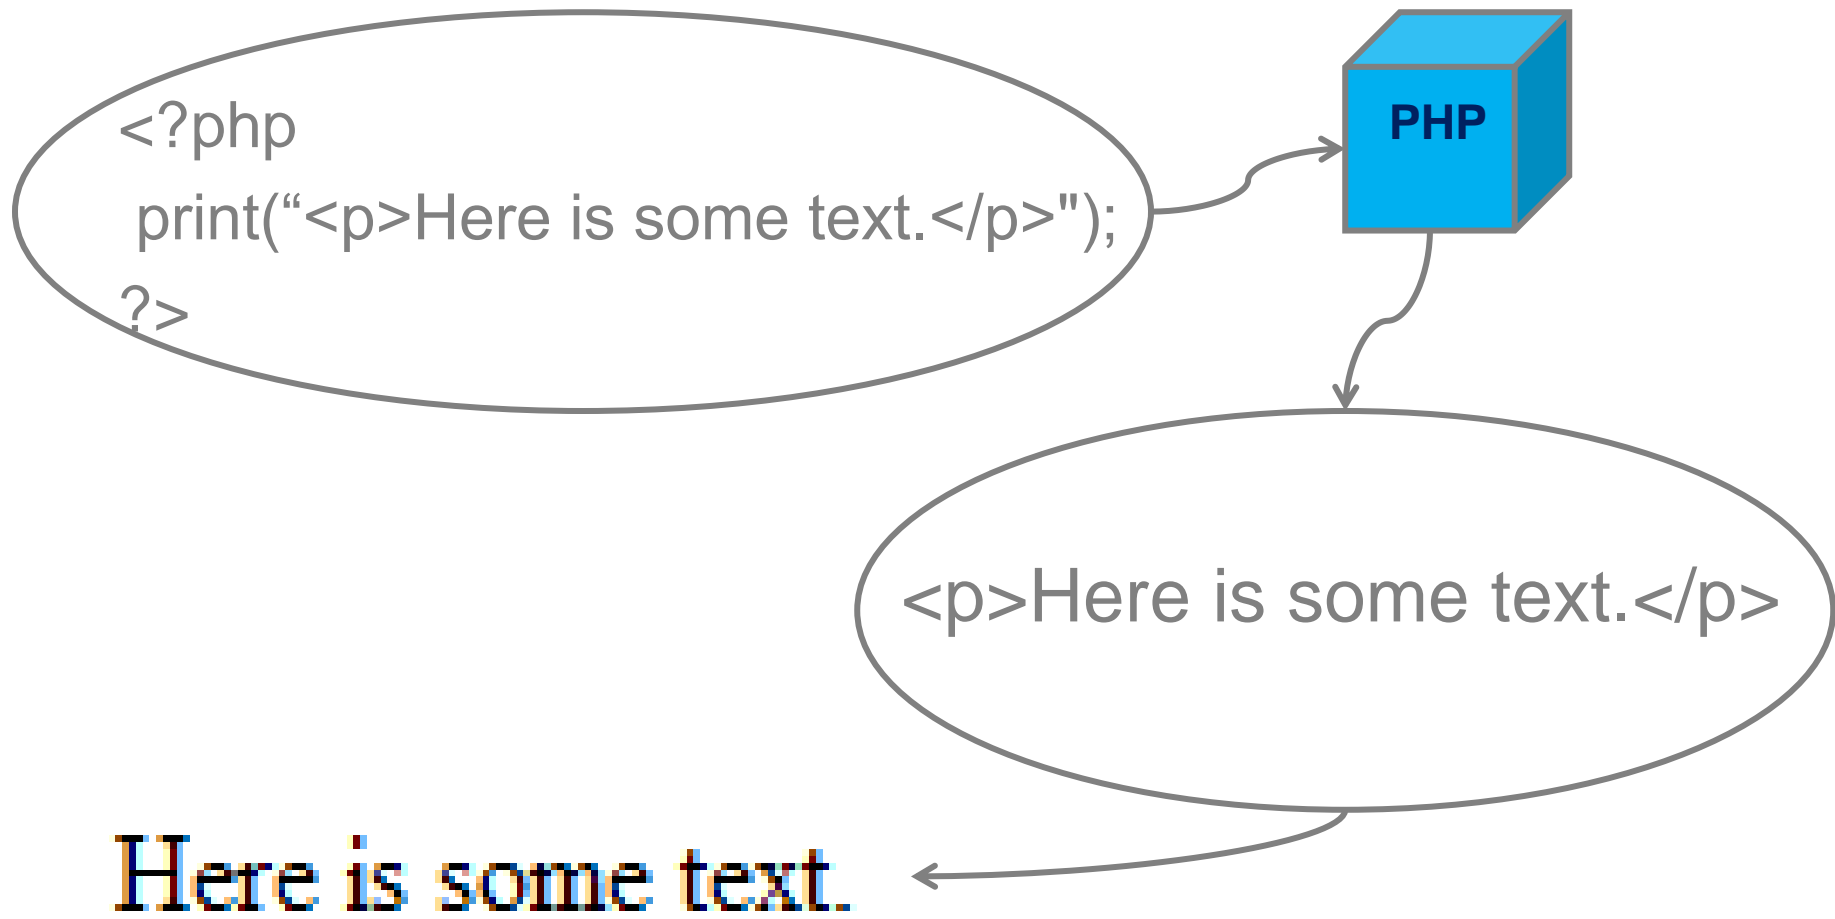 <?php
print(“<p>Here is some text.</p>");
?>
PHP
<p>Here is some text.</p>
Here is some text.